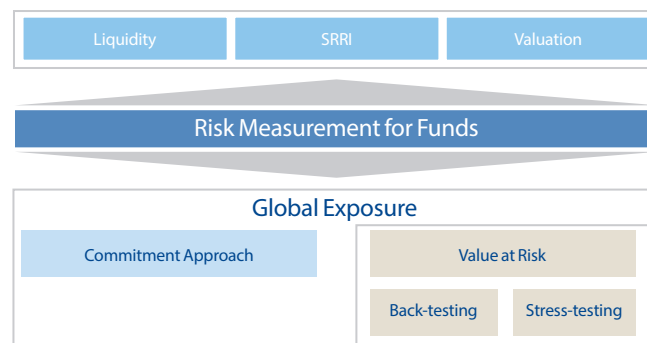 Liquidity
SRRI
Valuation
Risk Measurement for Funds
Global Exposure
Commitment Approach
Value at Risk
Back-testing
Stress-testing